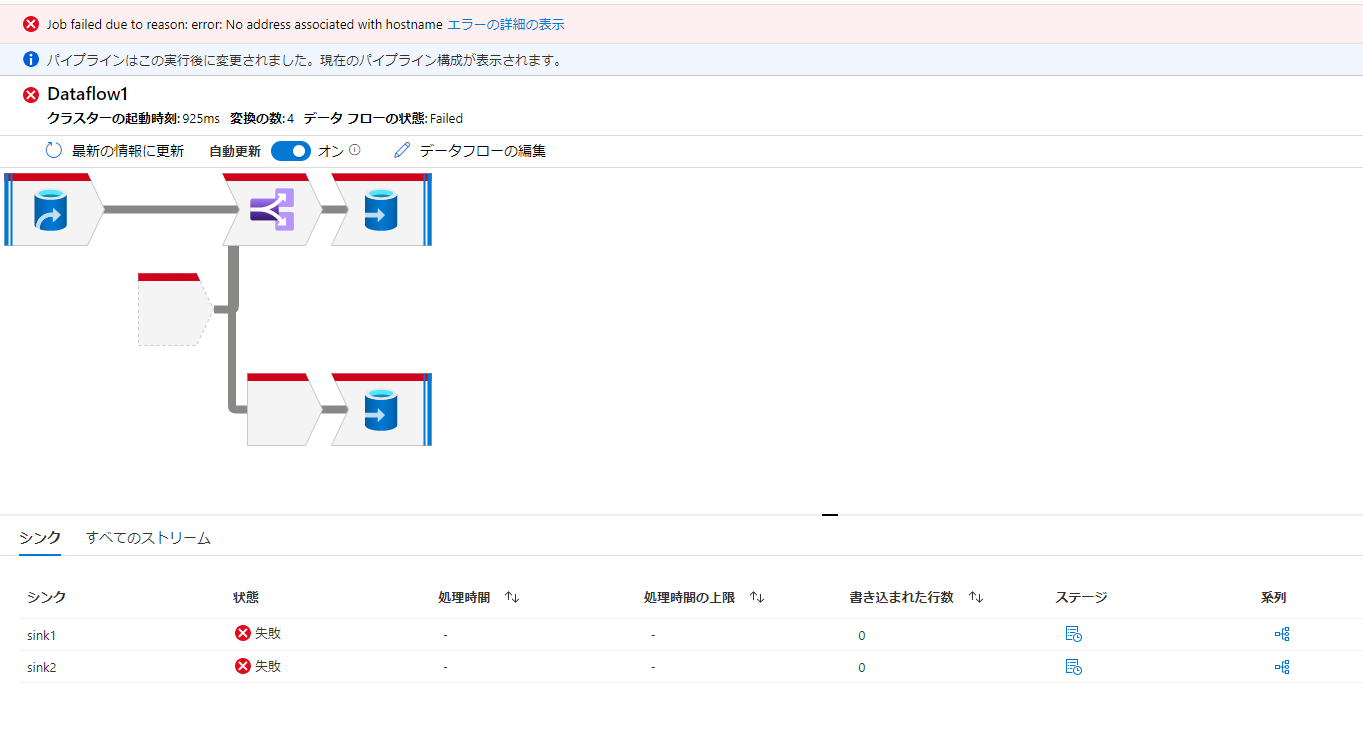 Job failed due to reason: error: No address associated with hostname エラーの詳細の表示
パイプラインはこの実行後に変更されました。現在のパイプライン構成が表示されます。
Dataflow1
クラスターの起動時刻: 925ms 変換の数: 4 データ フローの状態: Failed
最新の情報に更新 自動更新 オン データフローの編集
シンク すべてのストリーム
シンク 状態 処理時間 処理時間の上限 書き込まれた行数 ステージ 系列
sink1 失敗 - - 0
sink2 失敗 - - 0